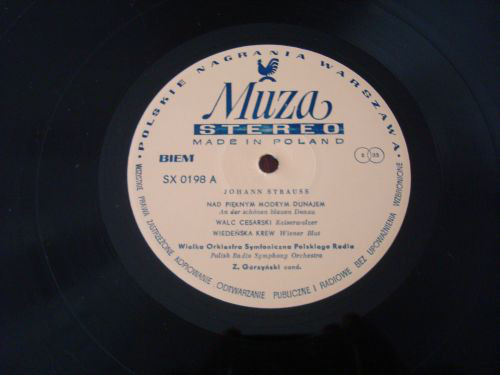 • POLSKIE NAGRANIA WARSZAWA •
Muza
STEREO
MADE IN POLAND
BIEM
S 33
SX 0198 A
JOHANN STRAUSS
NAD PIĘKNYM MODRYM DUNAJEM
An der schönen blauen Donau
WALC CESARSKI Keiserwalzer
WIEDEŃSKA KREW Wiener Blut
Wielka Orkiestra Symfoniczna Polskiego Radia
Polish Radio Symphony Orchestra
Z. Gorzyński cond.
WSZELKIE PRAWA ZASTRZEŻONE KOPIOWANIE, ODTWARZANIE PUBLICZNE I RADIOWE BEZ UPOWAŻNIENIA WZBRONIONE